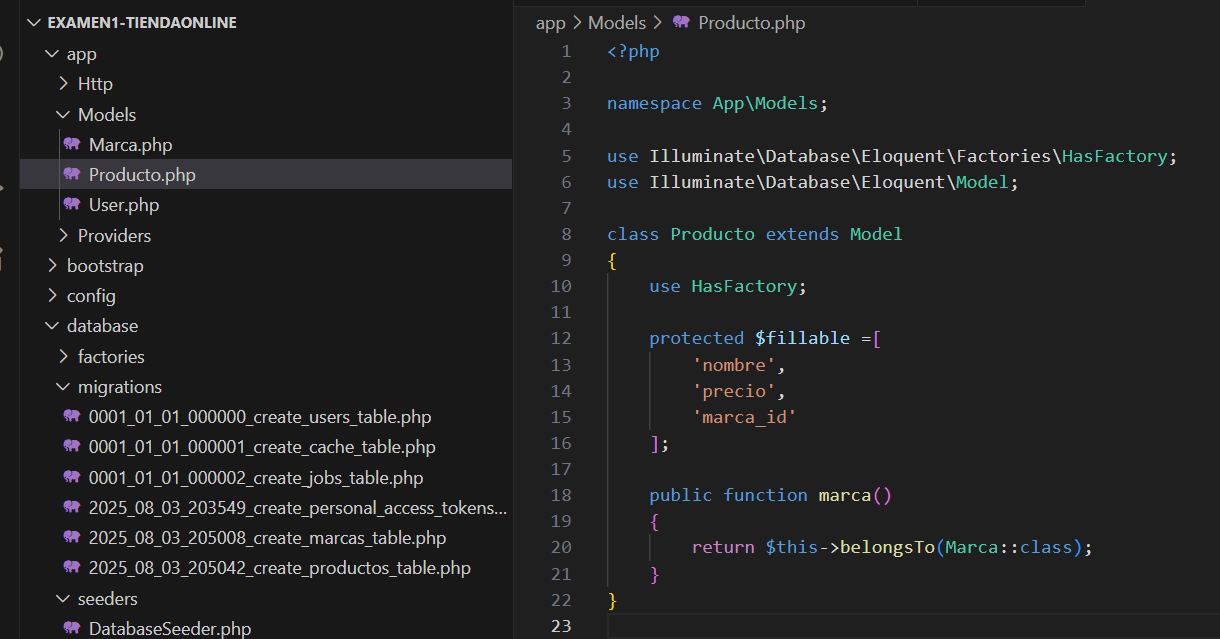 EXAMEN1-TIENDAONLINE
app
Http
Models
Marca.php
Producto.php
User.php
Providers
bootstrap
config
database
factories
migrations
0001_01_01_000000_create_users_table.php
0001_01_01_000001_create_cache_table.php
0001_01_01_000002_create_jobs_table.php
2025_08_03_203549_create_personal_access_tokens...
2025_08_03_205008_create_marcas_table.php
2025_08_03_205042_create_productos_table.php
seeders
DatabaseSeeder.php
app > Models > Producto.php
1 <?php
2
3 namespace App\Models;
4
5 use Illuminate\Database\Eloquent\Factories\HasFactory;
6 use Illuminate\Database\Eloquent\Model;
7
8 class Producto extends Model
9 {
10     use HasFactory;
11
12     protected $fillable =[
13         'nombre',
14         'precio',
15         'marca_id'
16     ];
17
18     public function marca()
19     {
20         return $this->belongsTo(Marca::class);
21     }
22 }
23